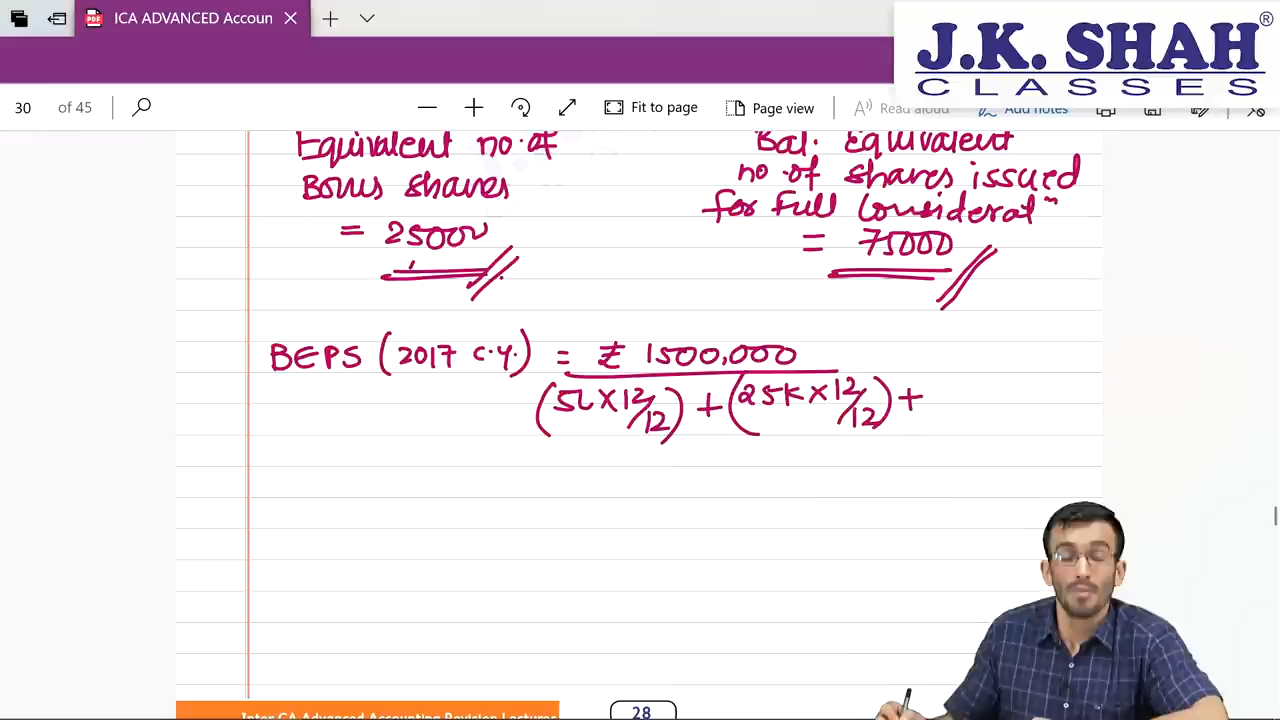 ICA ADVANCED Accoun
J.K. SHAH®
CLASSES
30 of 45
Fit to page
Page view
Read aloud
Add notes
Equivalent no. of
Bonus shares
= 25000
Bal. Equivalent
no. of shares issued
for full Considerat"
= 75000
BEPS (2017 C.Y.) = ₹ 1500,000
(5L × 12/12) + (25K × 12/12) +
Inter CA Advanced Accounting Revision Lectures
28